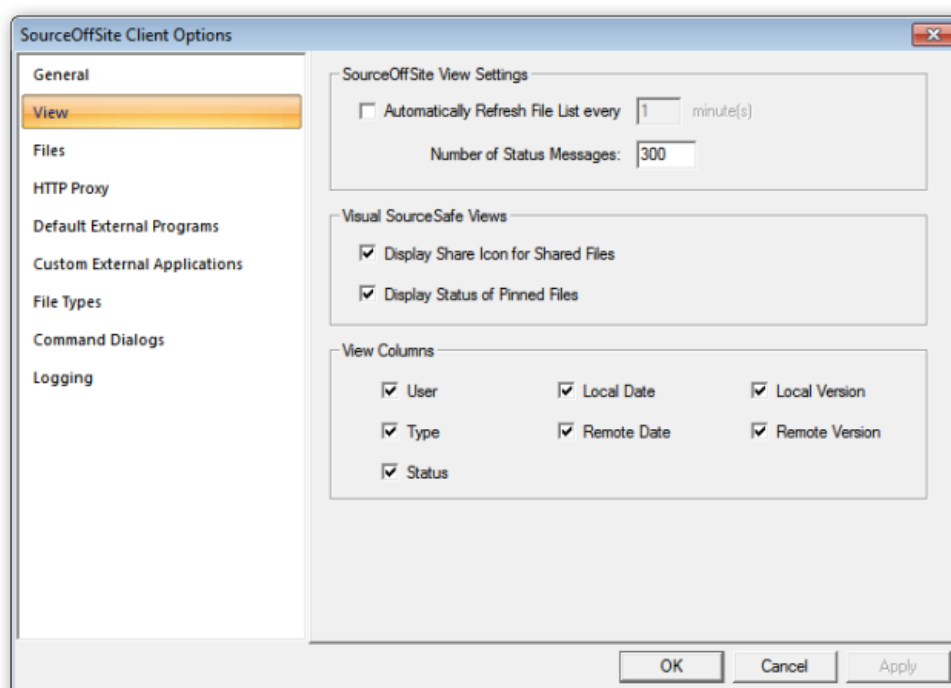 SourceOffSite Client Options
General
View
Files
HTTP Proxy
Default External Programs
Custom External Applications
File Types
Command Dialogs
Logging
SourceOffSite View Settings
Automatically Refresh File List every 1 minute(s)
Number of Status Messages: 300
Visual SourceSafe Views
Display Share Icon for Shared Files
Display Status of Pinned Files
View Columns
User Local Date Local Version
Type Remote Date Remote Version
Status
OK Cancel Apply